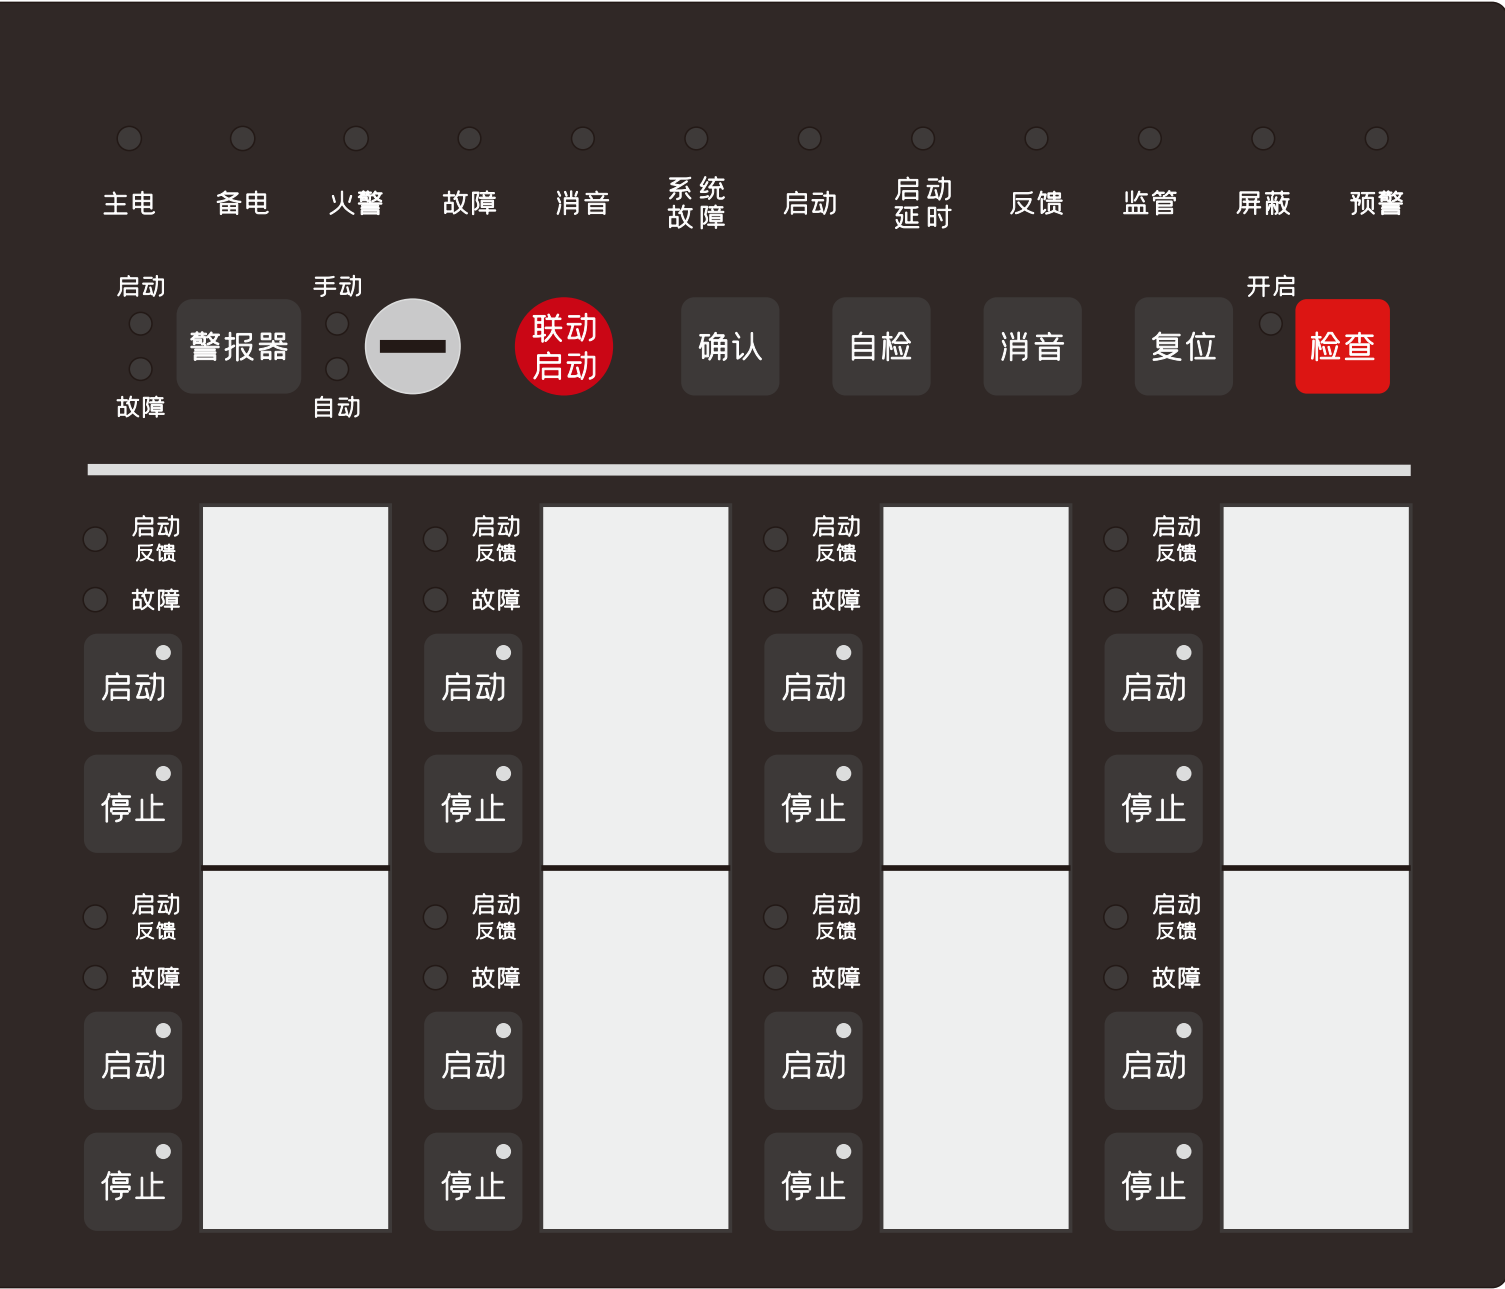 主电 备电 火警 故障 消音 系统故障 启动 启动延时 反馈 监管 屏蔽 预警
启动 手动 开启
警报器 联动启动 确认 自检 消音 复位 检查
故障 自动
启动 启动 启动 启动
反馈 反馈 反馈 反馈
故障 故障 故障 故障
启动 启动 启动 启动
停止 停止 停止 停止
启动 启动 启动 启动
反馈 反馈 反馈 反馈
故障 故障 故障 故障
启动 启动 启动 启动
停止 停止 停止 停止